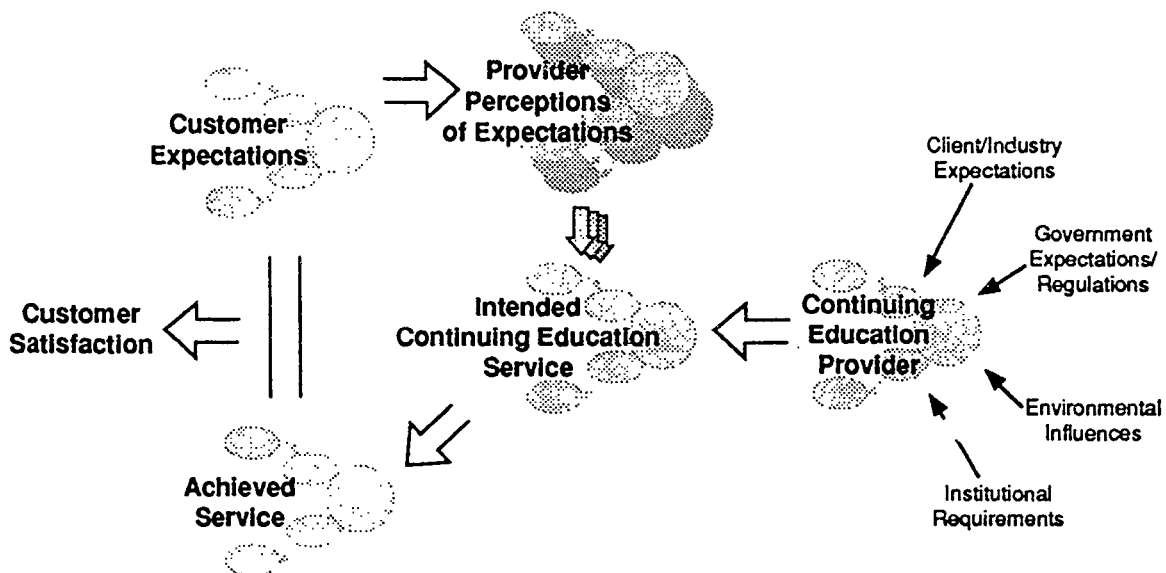 Provider
Perceptions
of Expectations
Customer
Expectations
Client/Industry
Expectations
Government
Expectations/
Regulations
Customer
Satisfaction
Intended
Continuing Education
Service
Continuing
Education
Provider
Environmental
Influences
Achieved
Service
Institutional
Requirements